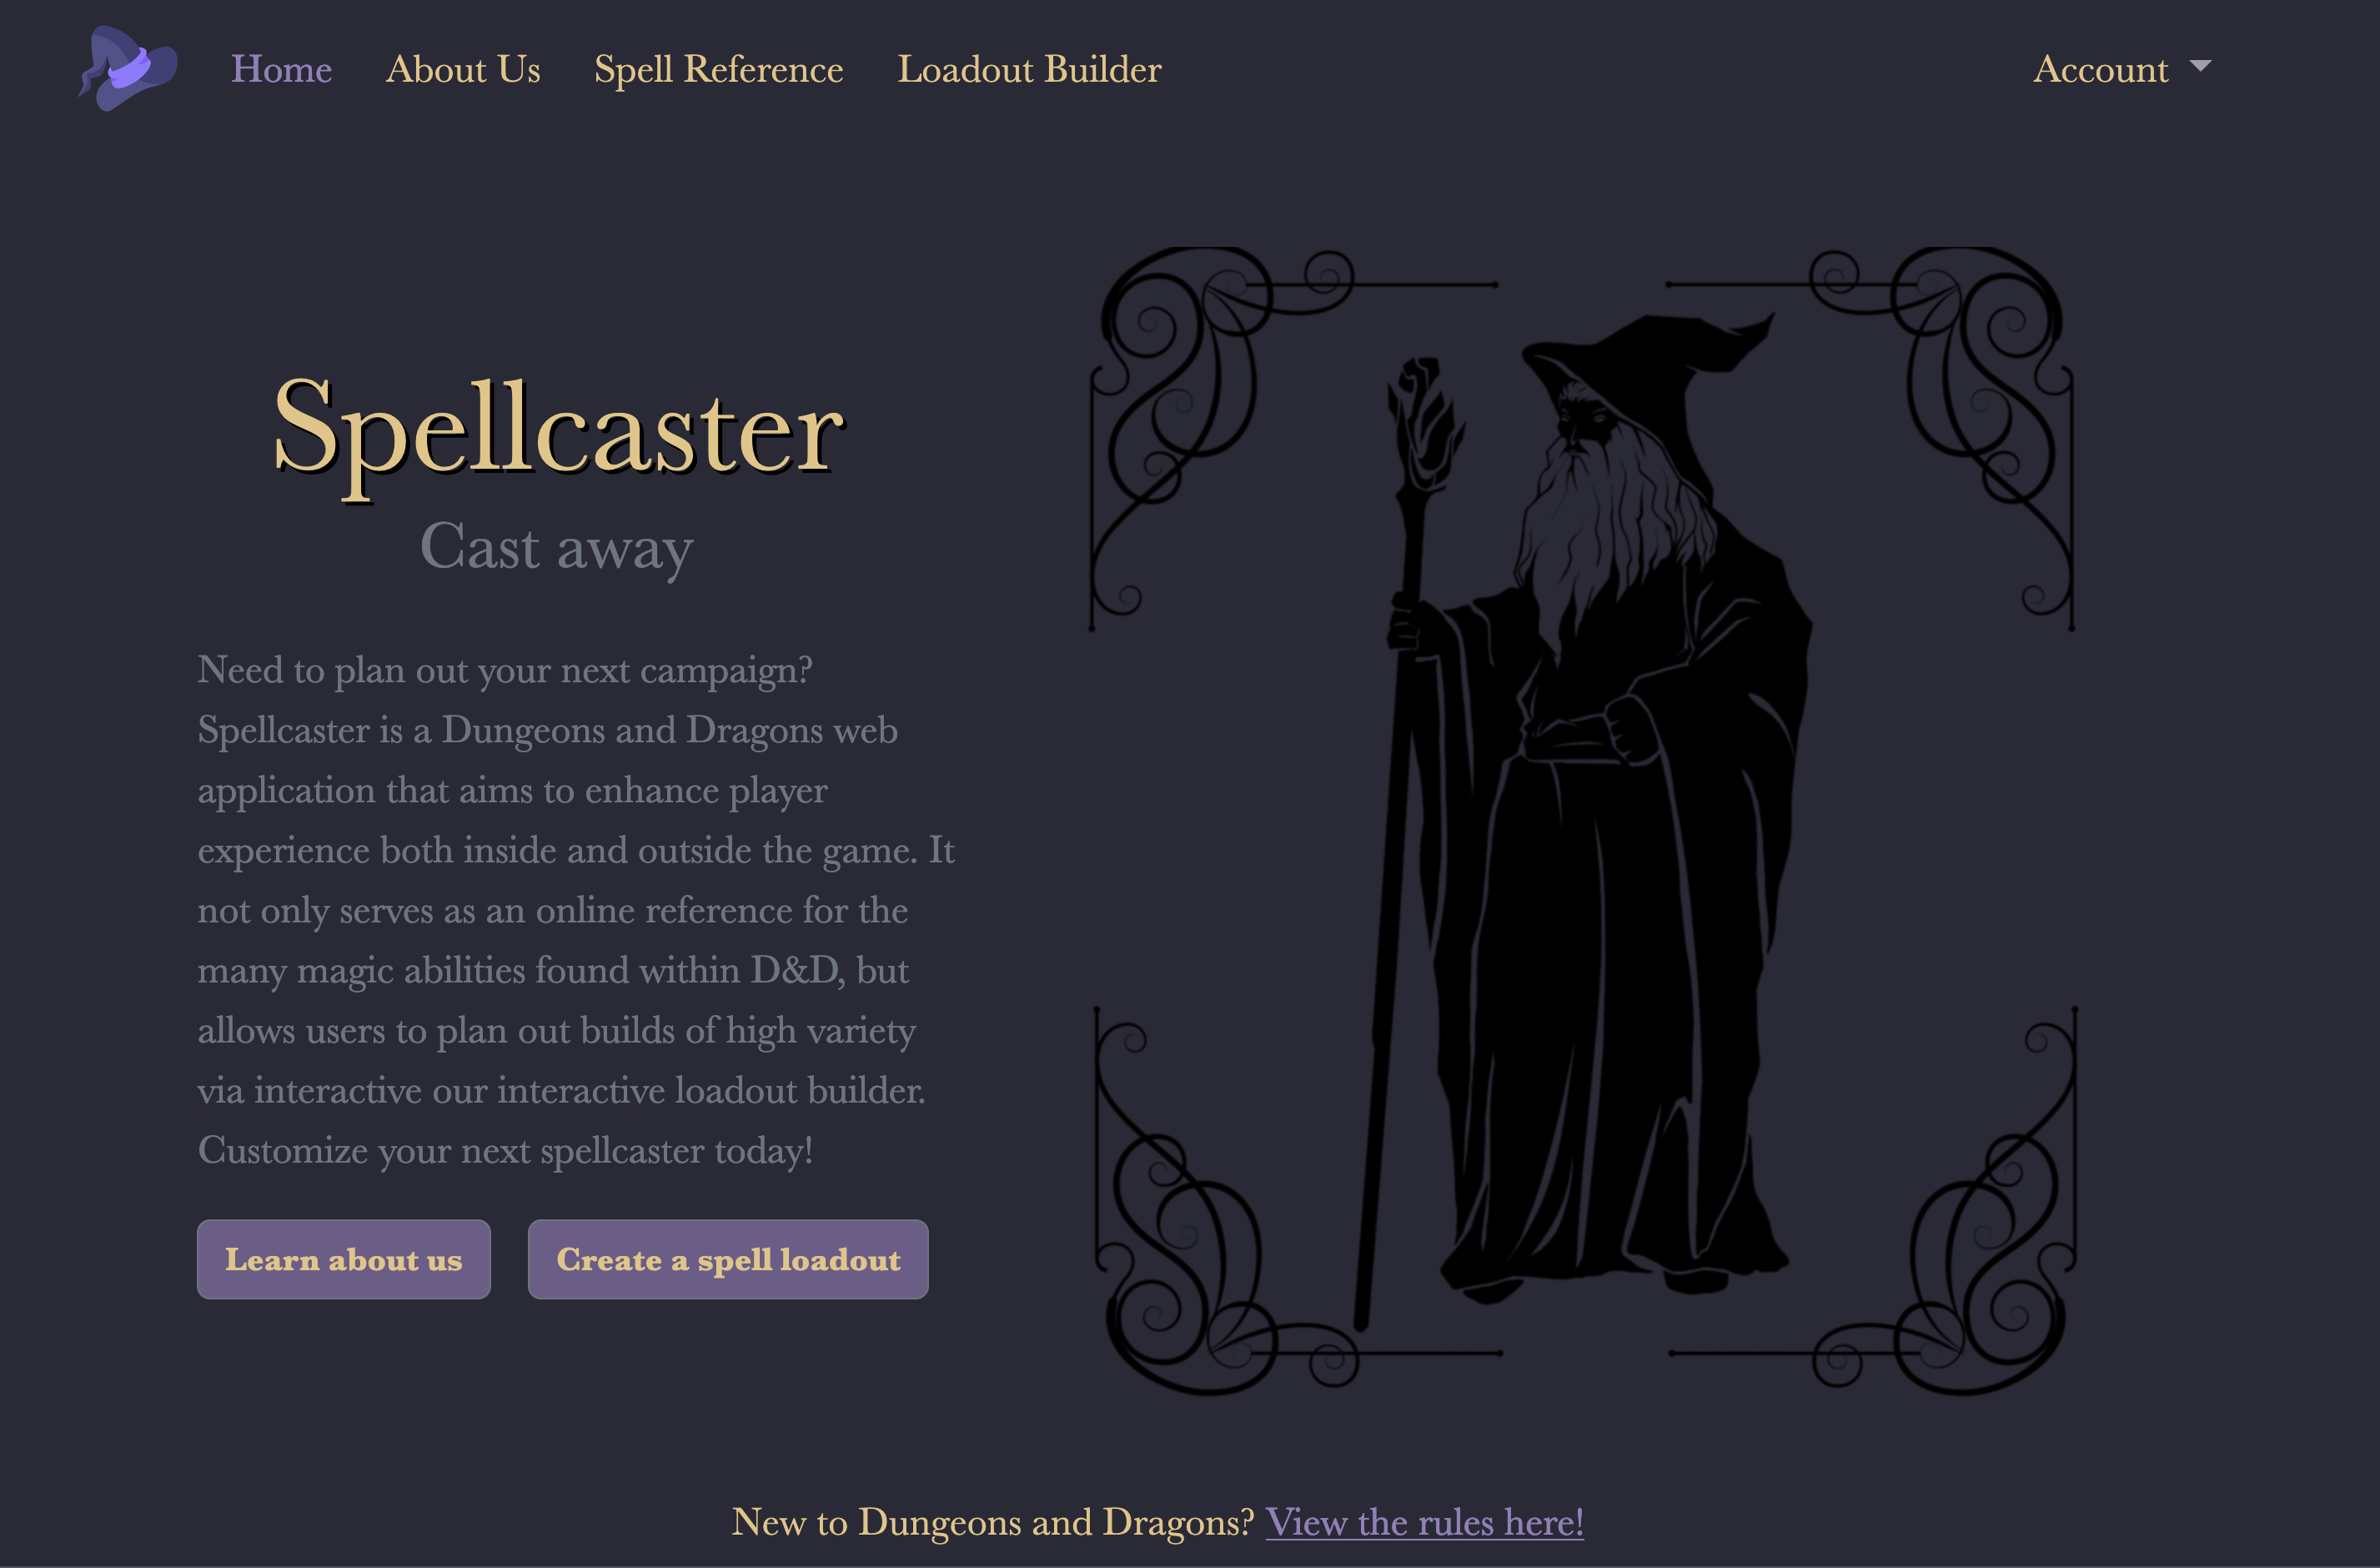 Home
About Us
Spell Reference
Loadout Builder
Account
Spellcaster
Cast away
Need to plan out your next campaign?
Spellcaster is a Dungeons and Dragons web
application that aims to enhance player
experience both inside and outside the game. It
not only serves as an online reference for the
many magic abilities found within D&D, but
allows users to plan out builds of high variety
via interactive our interactive loadout builder.
Customize your next spellcaster today!
Learn about us
Create a spell loadout
New to Dungeons and Dragons? View the rules here!